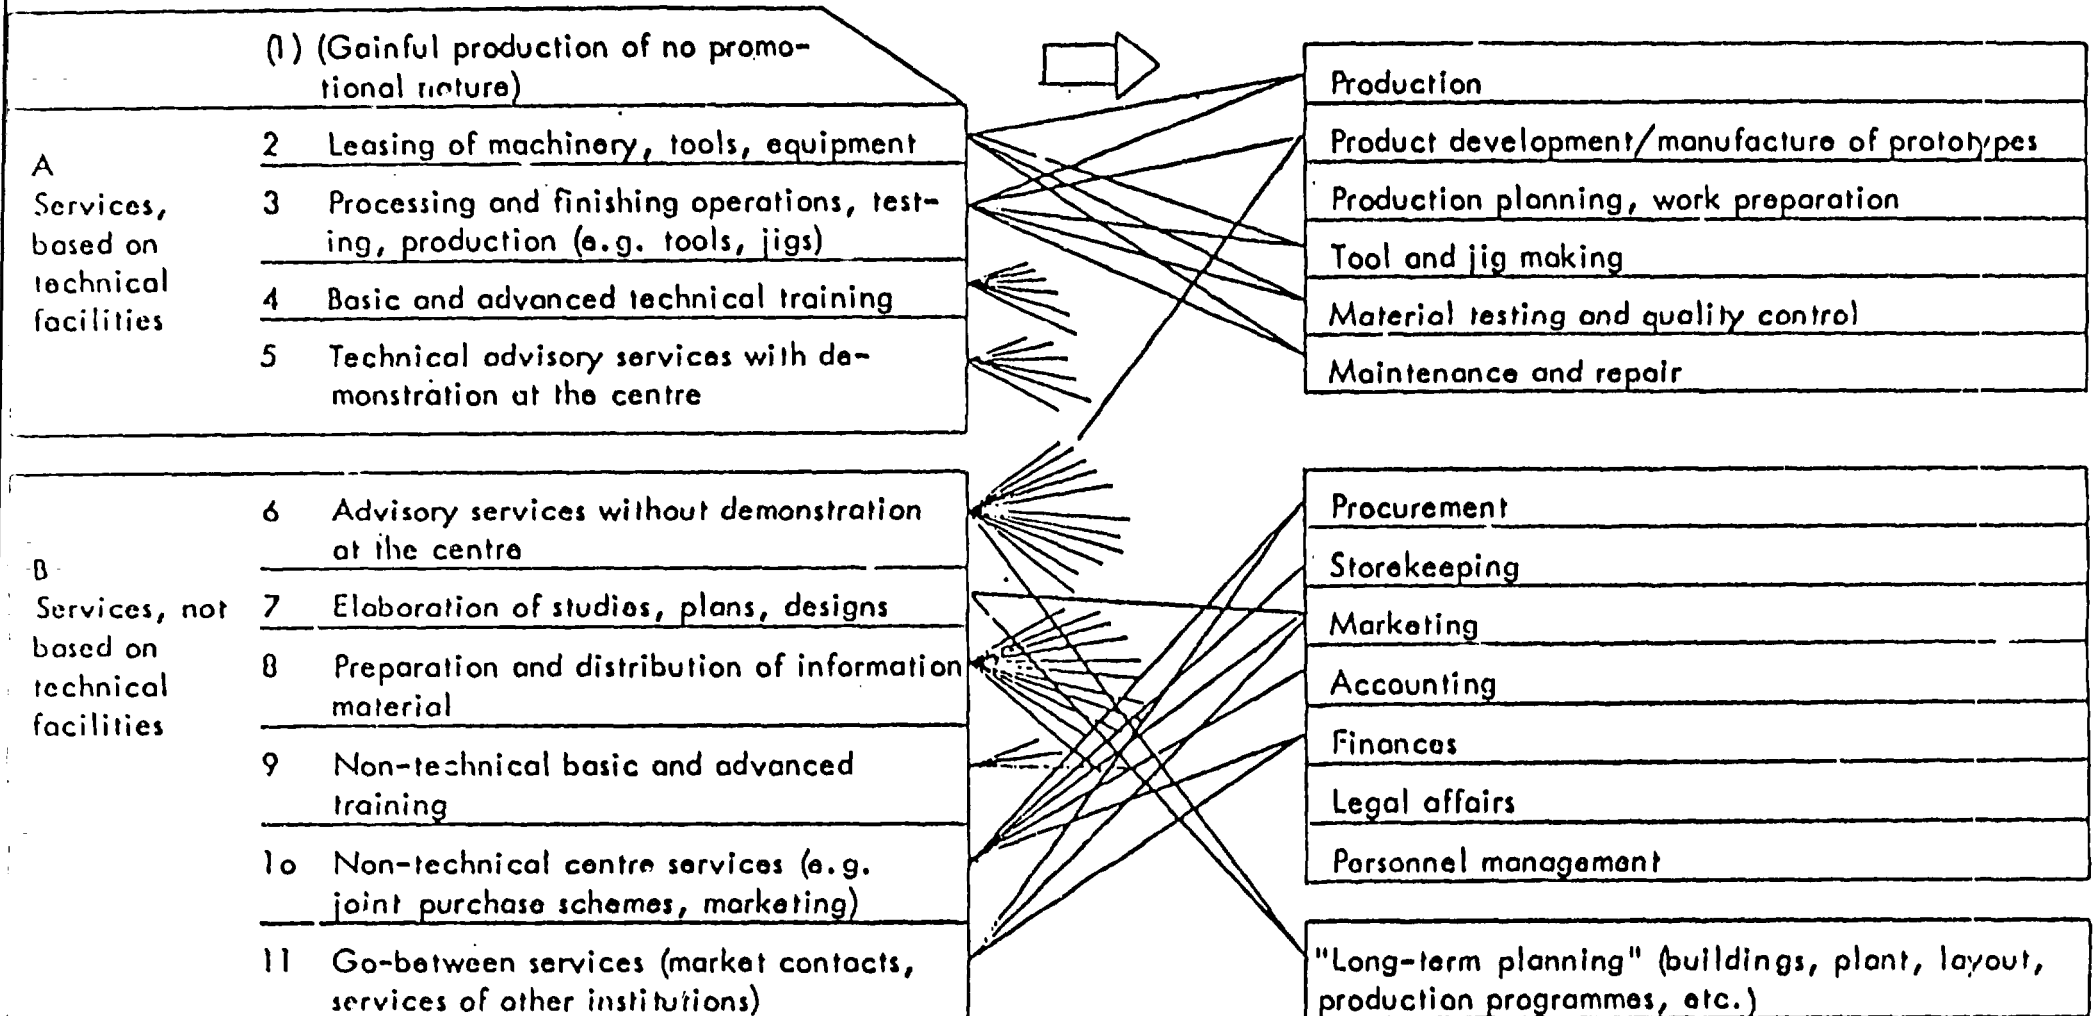 (1) (Gainful production of no promo-
tional nature)
A
Services,
based on
technical
facilities
2 Leasing of machinery, tools, equipment
3 Processing and finishing operations, test-
ing, production (e.g. tools, jigs)
4 Basic and advanced technical training
5 Technical advisory services with de-
monstration at the centre
B
Services, not
based on
technical
facilities
6 Advisory services without demonstration
at the centre
7 Elaboration of studies, plans, designs
8 Preparation and distribution of information
material
9 Non-technical basic and advanced
training
1o Non-technical centre services (e.g.
joint purchase schemes, marketing)
11 Go-between services (market contacts,
services of other institutions)
Production
Product development/manufacture of prototypes
Production planning, work preparation
Tool and jig making
Material testing and quality control
Maintenance and repair
Procurement
Storekeeping
Marketing
Accounting
Finances
Legal affairs
Personnel management
"Long-term planning" (buildings, plant, layout,
production programmes, etc.)